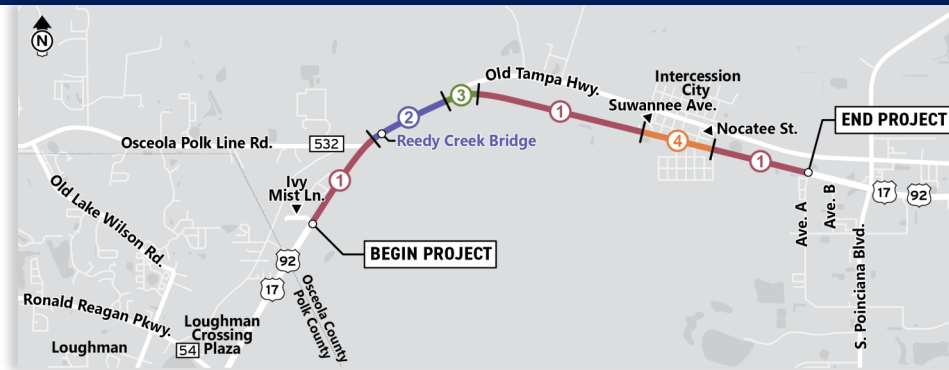 N
Old Tampa Hwy.
Intercession
City
Suwannee Ave.
3
2
1
Nocatee St.
END PROJECT
Osceola Polk Line Rd.
532
Reedy Creek Bridge
4
1
1
Ivy
Mist Ln.
17
92
Old Lake Wilson Rd.
Ave. A
Ave. B
BEGIN PROJECT
92
17
Osceola County
Polk County
S. Poinciana Blvd.
Ronald Reagan Pkwy.
Loughman
Crossing
Plaza
54
Loughman